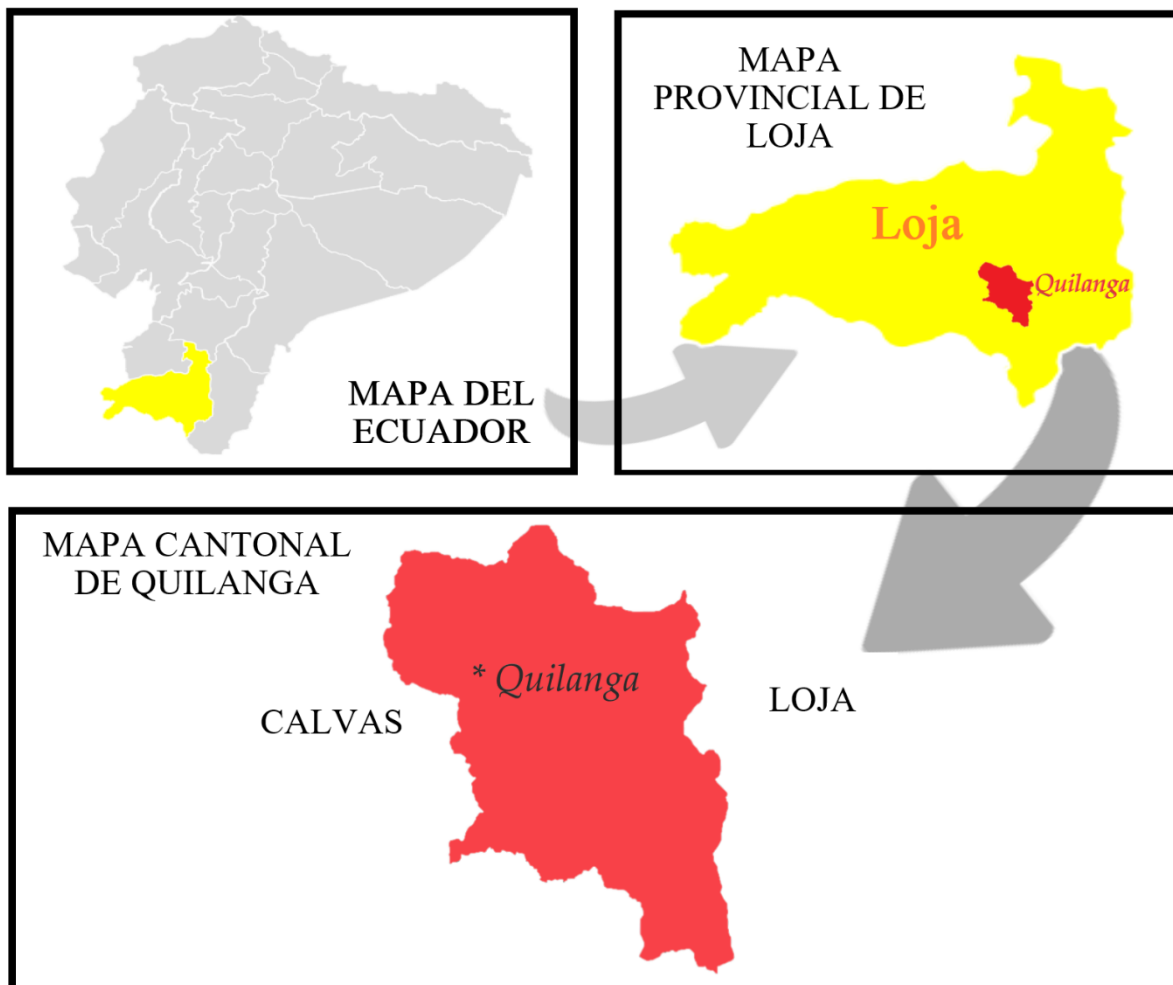 MAPA DEL
ECUADOR
MAPA
PROVINCIAL DE
LOJA
Loja
Quilanga
MAPA CANTONAL
DE QUILANGA
* Quilanga
CALVAS
LOJA